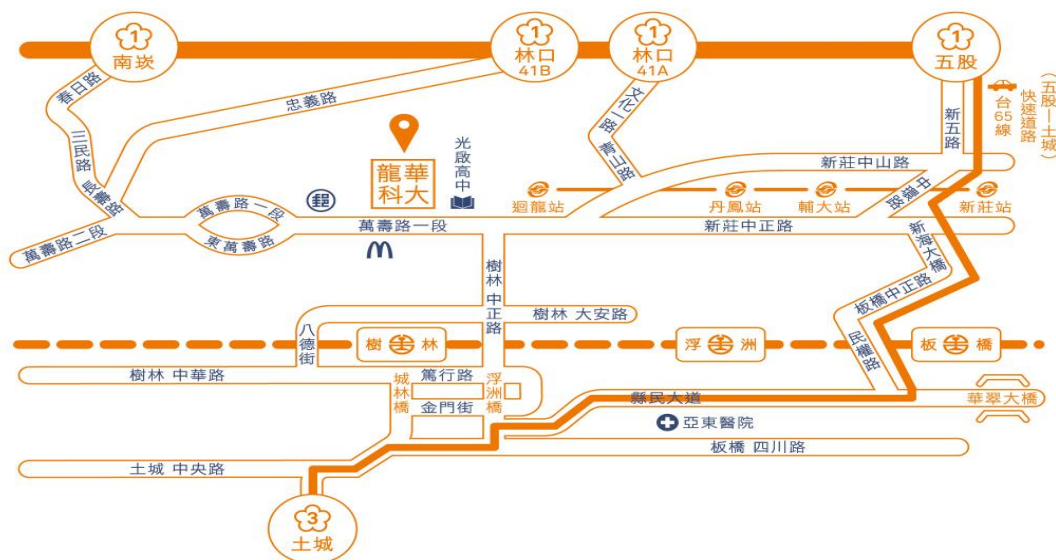 1
南崁
1
林口
41B
1
林口
41A
1
五股
春日路
三民路
長壽路
忠義路
文化一路
青山路
新五路
台65線
快速道路
(五股—土城)
龍華
科大
光啟高中
郵
新莊中山路
迴龍站
丹鳳站
輔大站
新莊站
中環路
萬壽路二段
萬壽路一段
東萬壽路
萬壽路一段
新莊中正路
新海大橋
樹林 中正路
板橋中正路
樹林 大安路
八德街
樹林
浮洲
板橋
民權路
樹林 中華路
篤行路
城林橋
浮洲橋
金門街
縣民大道
華翠大橋
亞東醫院
板橋 四川路
土城 中央路
3
土城